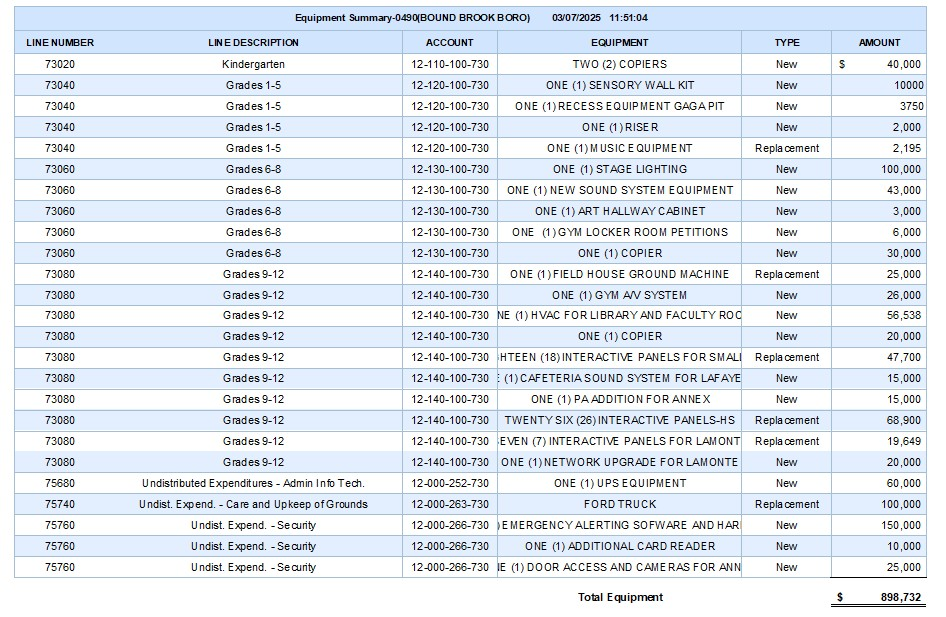 Equipment Summary-0490(BOUND BROOK BORO) 03/07/2025 11:51:04
LINE NUMBER LINE DESCRIPTION ACCOUNT EQUIPMENT TYPE AMOUNT
73020 Kindergarten 12-110-100-730 TWO (2) COPIERS New $ 40,000
73040 Grades 1-5 12-120-100-730 ONE (1) SENSORY WALL KIT New 10000
73040 Grades 1-5 12-120-100-730 ONE (1) RECESS EQUIPMENT GAGA PIT New 3750
73040 Grades 1-5 12-120-100-730 ONE (1) RISER New 2,000
73040 Grades 1-5 12-120-100-730 ONE (1) MUSIC EQUIPMENT Replacement 2,195
73060 Grades 6-8 12-130-100-730 ONE (1) STAGE LIGHTING New 100,000
73060 Grades 6-8 12-130-100-730 ONE (1) NEW SOUND SYSTEM EQUIPMENT New 43,000
73060 Grades 6-8 12-130-100-730 ONE (1) ART HALLWAY CABINET New 3,000
73060 Grades 6-8 12-130-100-730 ONE (1) GYM LOCKER ROOM PETITIONS New 6,000
73060 Grades 6-8 12-130-100-730 ONE (1) COPIER New 30,000
73080 Grades 9-12 12-140-100-730 ONE (1) FIELD HOUSE GROUND MACHINE Replacement 25,000
73080 Grades 9-12 12-140-100-730 ONE (1) GYM A/V SYSTEM New 26,000
73080 Grades 9-12 12-140-100-730 NE (1) HVAC FOR LIBRARY AND FACULTY ROO New 56,538
73080 Grades 9-12 12-140-100-730 ONE (1) COPIER New 20,000
73080 Grades 9-12 12-140-100-730 HTEEN (18) INTERACTIVE PANELS FOR SMALL Replacement 47,700
73080 Grades 9-12 12-140-100-730 E (1) CAFETERIA SOUND SYSTEM FOR LAFAYE New 15,000
73080 Grades 9-12 12-140-100-730 ONE (1) PA ADDITION FOR ANNEX New 15,000
73080 Grades 9-12 12-140-100-730 TWENTY SIX (26) INTERACTIVE PANELS-HS Replacement 68,900
73080 Grades 9-12 12-140-100-730 EVEN (7) INTERACTIVE PANELS FOR LAMONT Replacement 19,649
73080 Grades 9-12 12-140-100-730 ONE (1) NETWORK UPGRADE FOR LAMONTE New 20,000
75680 Undistributed Expenditures - Admin Info Tech. 12-000-252-730 ONE (1) UPS EQUIPMENT New 60,000
75740 Undist. Expend. - Care and Upkeep of Grounds 12-000-263-730 FORD TRUCK Replacement 100,000
75760 Undist. Expend. - Security 12-000-266-730 ) EMERGENCY ALERTING SOFWARE AND HAR New 150,000
75760 Undist. Expend. - Security 12-000-266-730 ONE (1) ADDITIONAL CARD READER New 10,000
75760 Undist. Expend. - Security 12-000-266-730 E (1) DOOR ACCESS AND CAMERAS FOR ANN New 25,000
Total Equipment $ 898,732